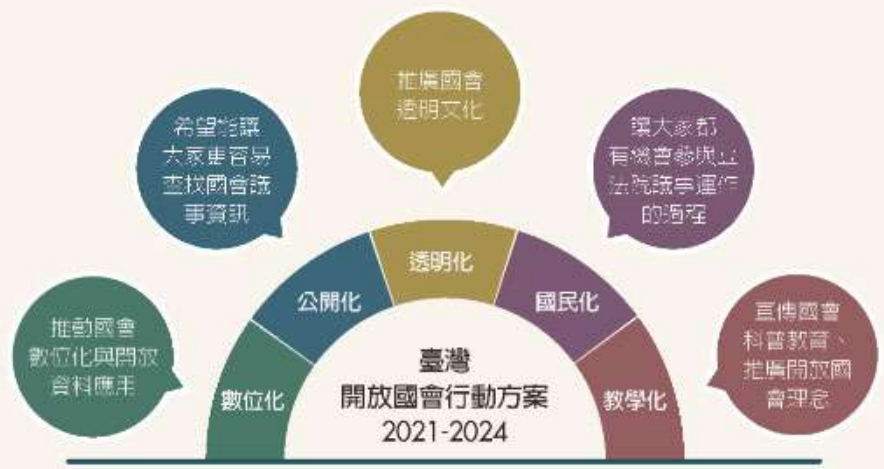 推廣國會
透明文化
希望能讓
大家更容易
查找國會議
事資訊
讓大家都
有機會參與立
法院議事運作
的過程
推動國會
數位化與開放
資料應用
宣傳國會
科普教育、
推廣開放國
會理念
數位化
公開化
透明化
國民化
教學化
臺灣
開放國會行動方案
2021-2024